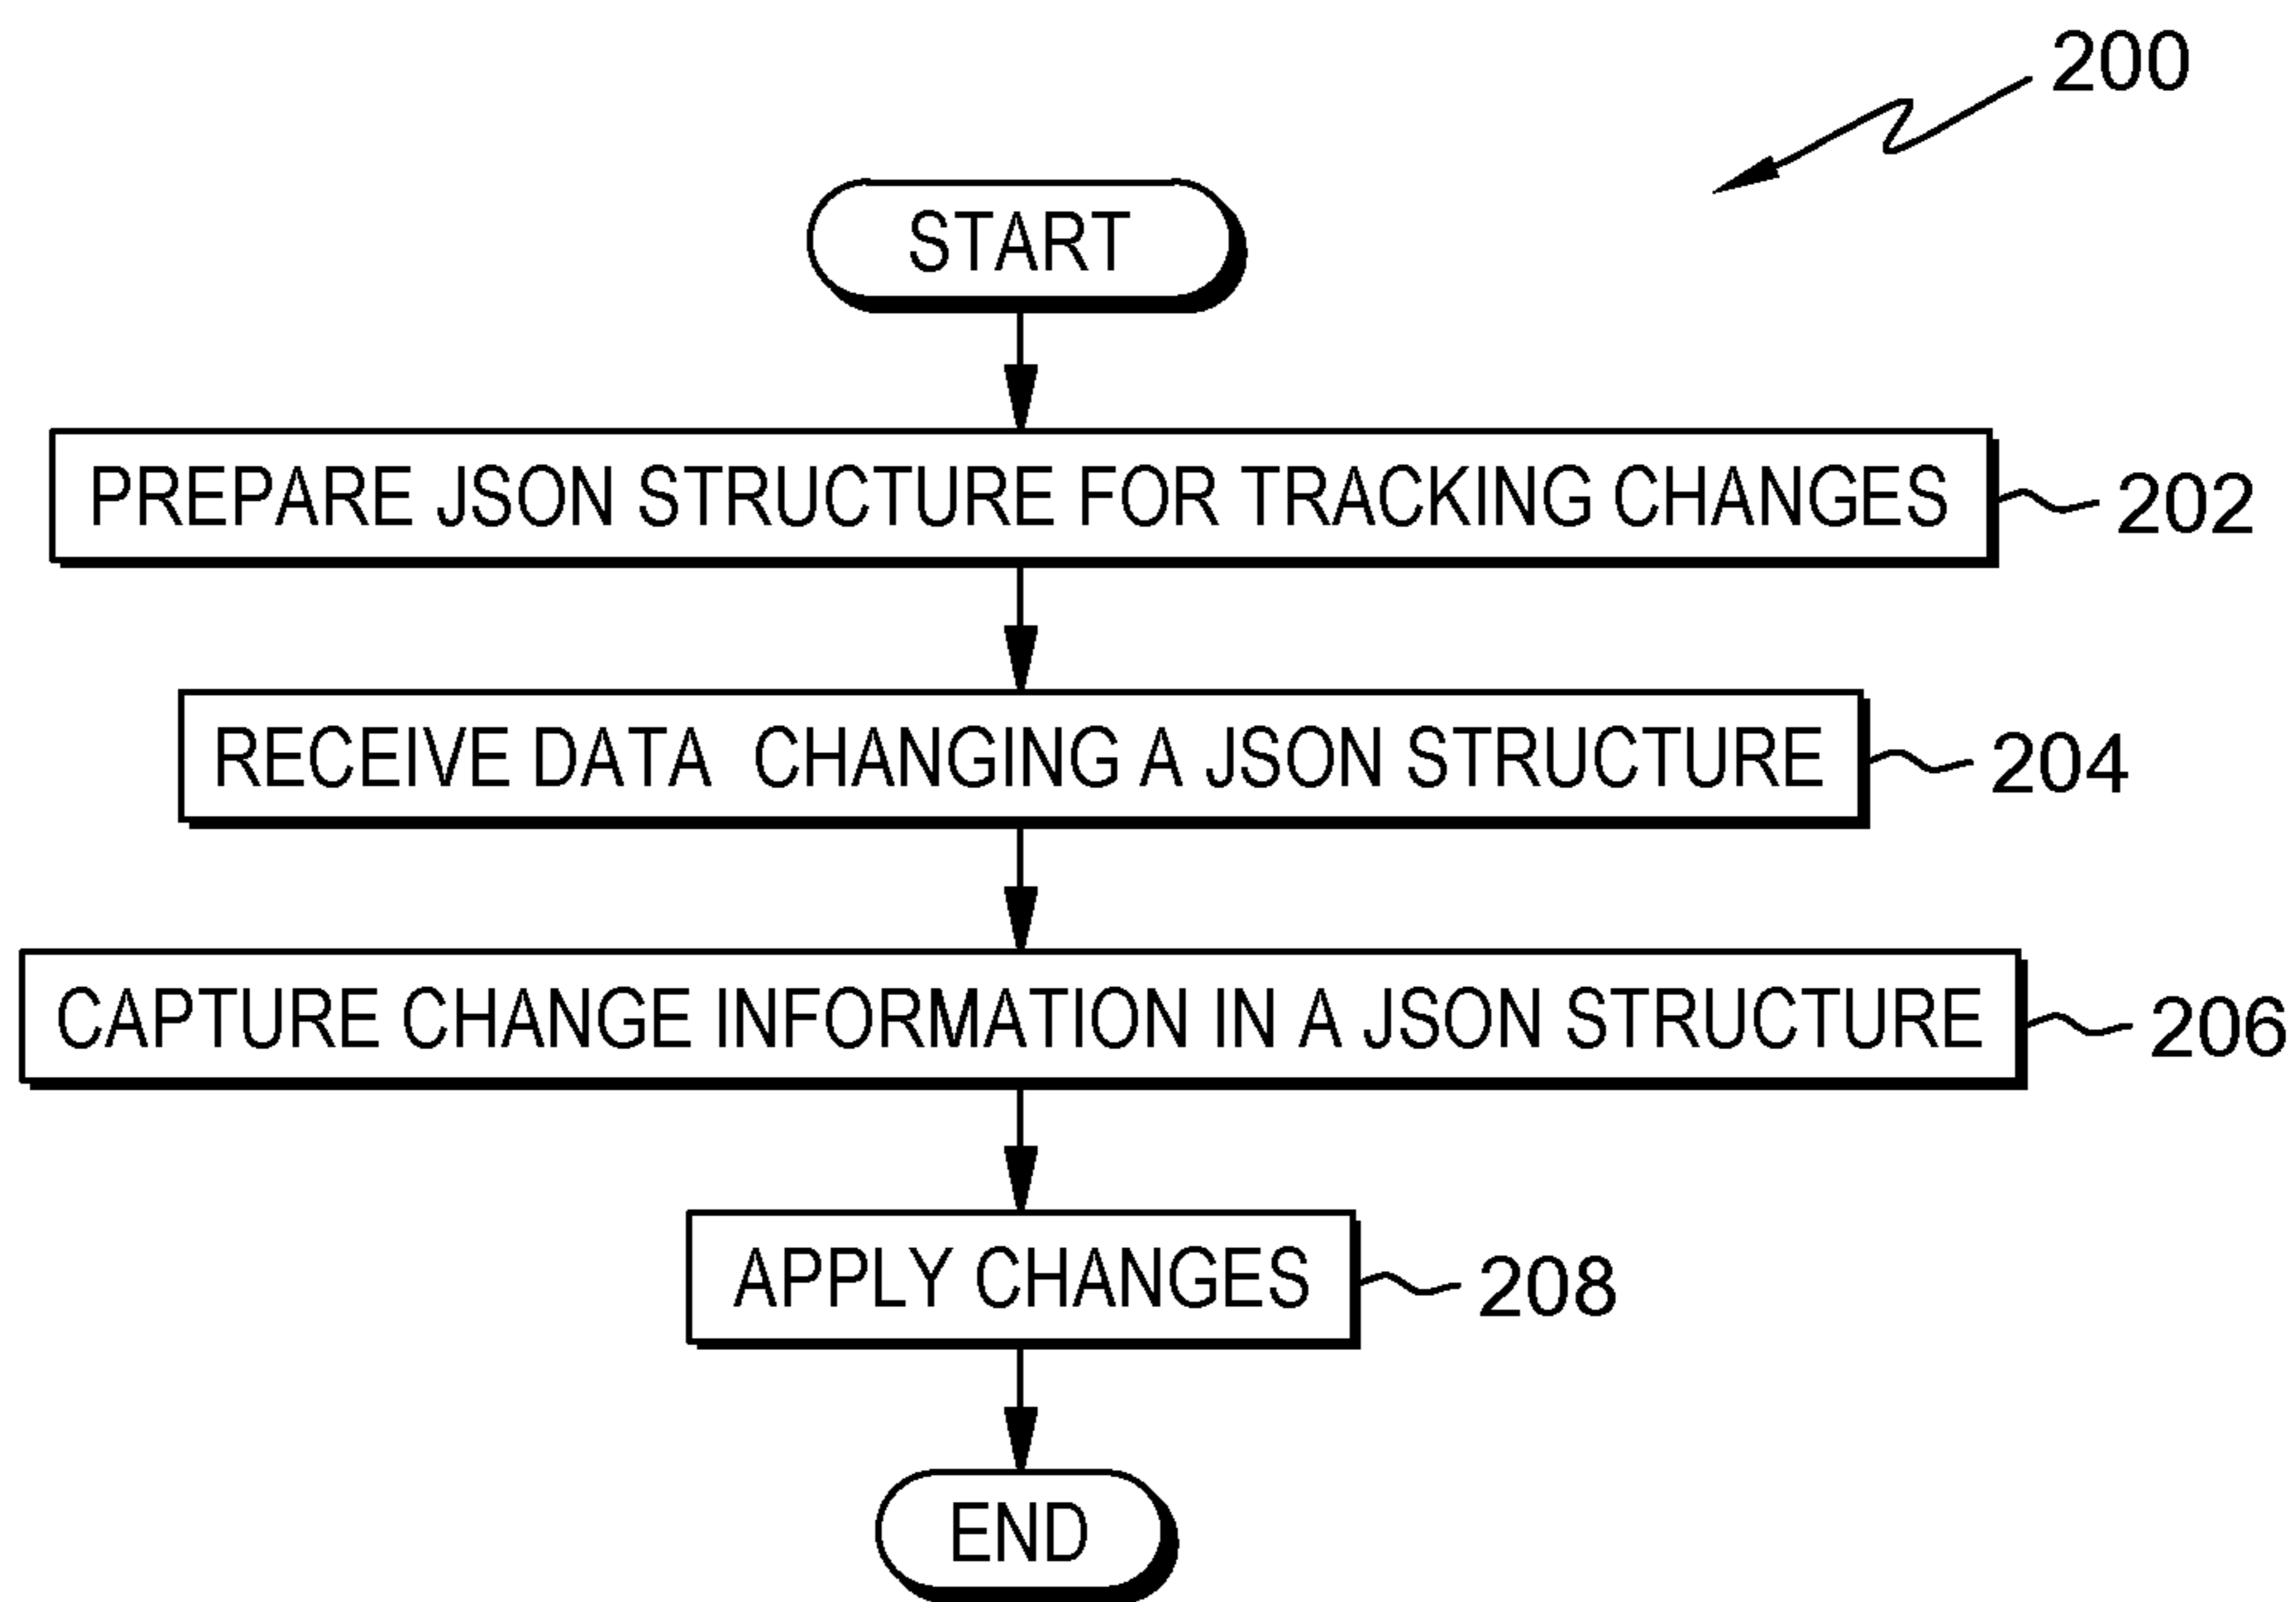 200
START
PREPARE JSON STRUCTURE FOR TRACKING CHANGES
202
RECEIVE DATA CHANGING A JSON STRUCTURE
204
CAPTURE CHANGE INFORMATION IN A JSON STRUCTURE
206
APPLY CHANGES
208
END